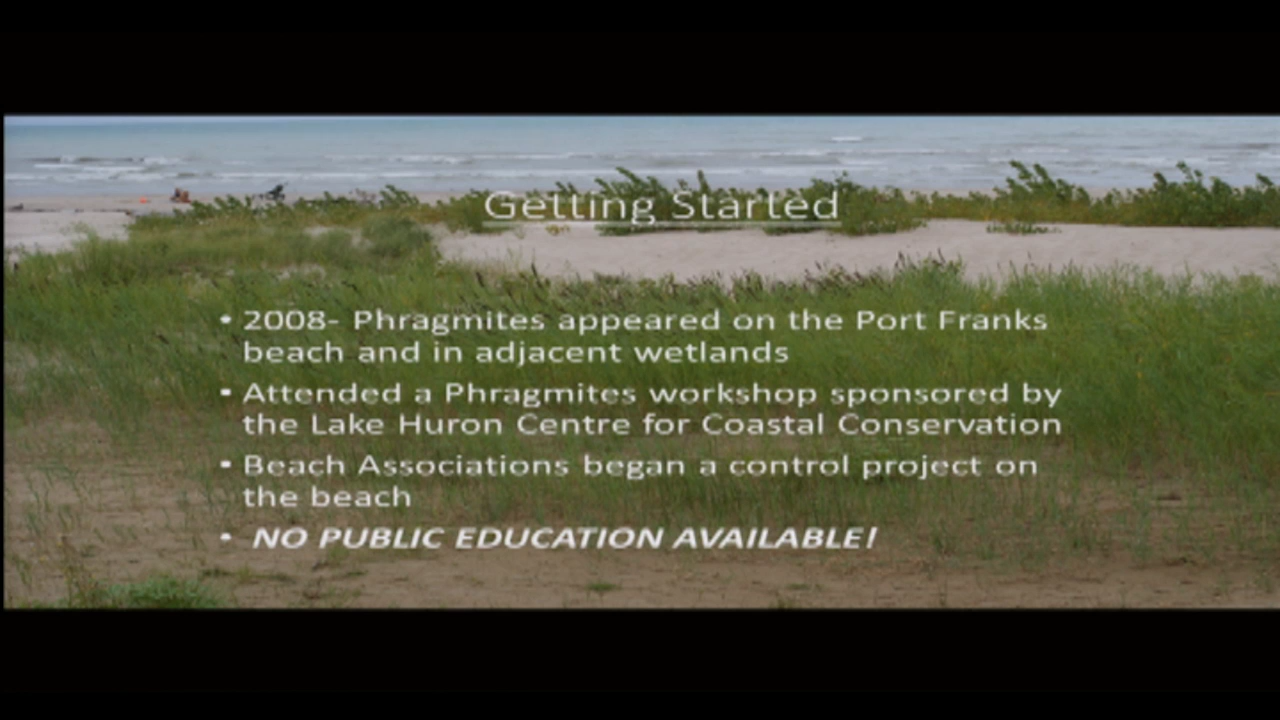 Getting Started
• 2008- Phragmites appeared on the Port Franks
beach and in adjacent wetlands
• Attended a Phragmites workshop sponsored by
the Lake Huron Centre for Coastal Conservation
• Beach Associations began a control project on
the beach
• NO PUBLIC EDUCATION AVAILABLE!